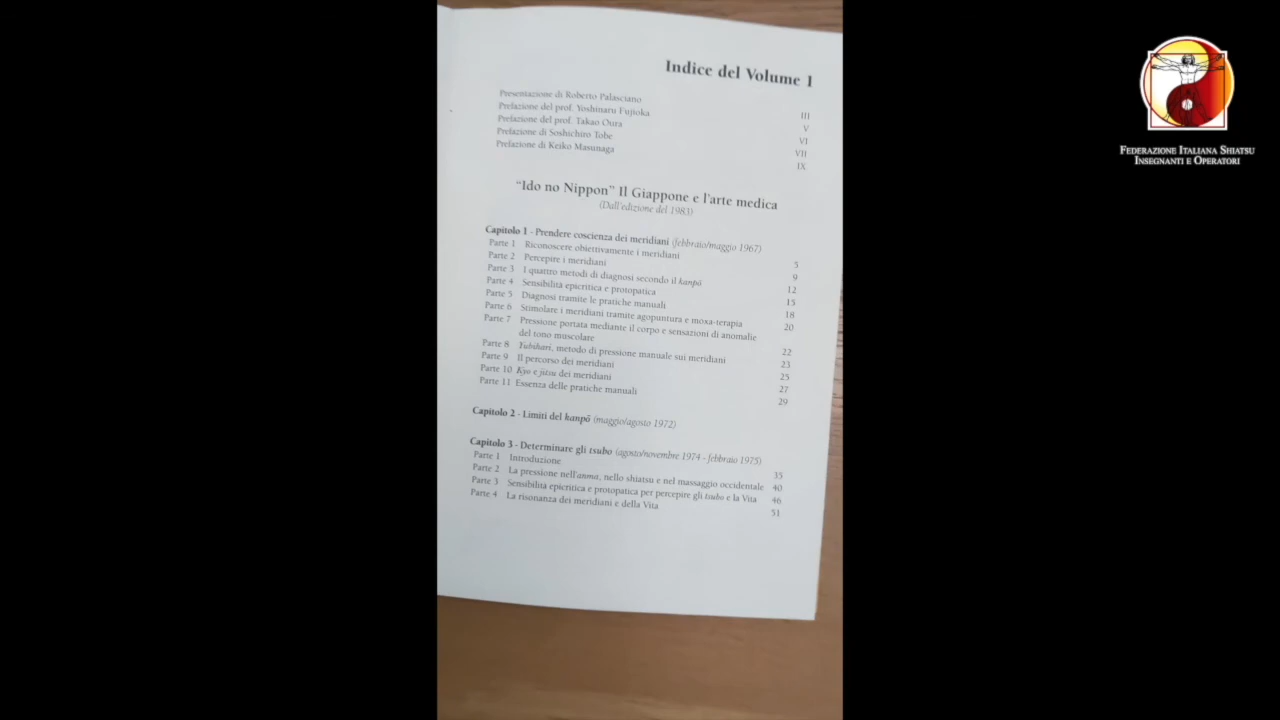 Indice del Volume 1
Presentazione di Roberto Palasciano III
Prefazione del prof. Yoshinaru Fujioka V
Prefazione del prof. Takao Oura VI
Prefazione di Soshichiro Tobe VII
Prefazione di Keiko Masunaga IX
“Ido no Nippon” Il Giappone e l’arte medica
(Dall’edizione del 1983)
Capitolo 1 - Prendere coscienza dei meridiani (febbraio/maggio 1967)
Parte 1 Riconoscere obiettivamente i meridiani 5
Parte 2 Percepire i meridiani 9
Parte 3 I quattro metodi di diagnosi secondo il kanpō 12
Parte 4 Sensibilità epicritica e protopatica 15
Parte 5 Diagnosi tramite le pratiche manuali 18
Parte 6 Stimolare i meridiani tramite agopuntura e moxa-terapia 20
Parte 7 Pressione portata mediante il corpo e sensazioni di anomalie
del tono muscolare 22
Parte 8 Yubihari, metodo di pressione manuale sui meridiani 23
Parte 9 Il percorso dei meridiani 25
Parte 10 Kyo e jitsu dei meridiani 27
Parte 11 Essenza delle pratiche manuali 29
Capitolo 2 - Limiti del kanpō (maggio/agosto 1972)
Capitolo 3 - Determinare gli tsubo (agosto/novembre 1974 - febbraio 1975)
Parte 1 Introduzione 35
Parte 2 La pressione nell’anma, nello shiatsu e nel massaggio occidentale 40
Parte 3 Sensibilità epicritica e protopatica per percepire gli tsubo e la Vita 46
Parte 4 La risonanza dei meridiani e della Vita 51
FEDERAZIONE ITALIANA SHIATSU
INSEGNANTI E OPERATORI